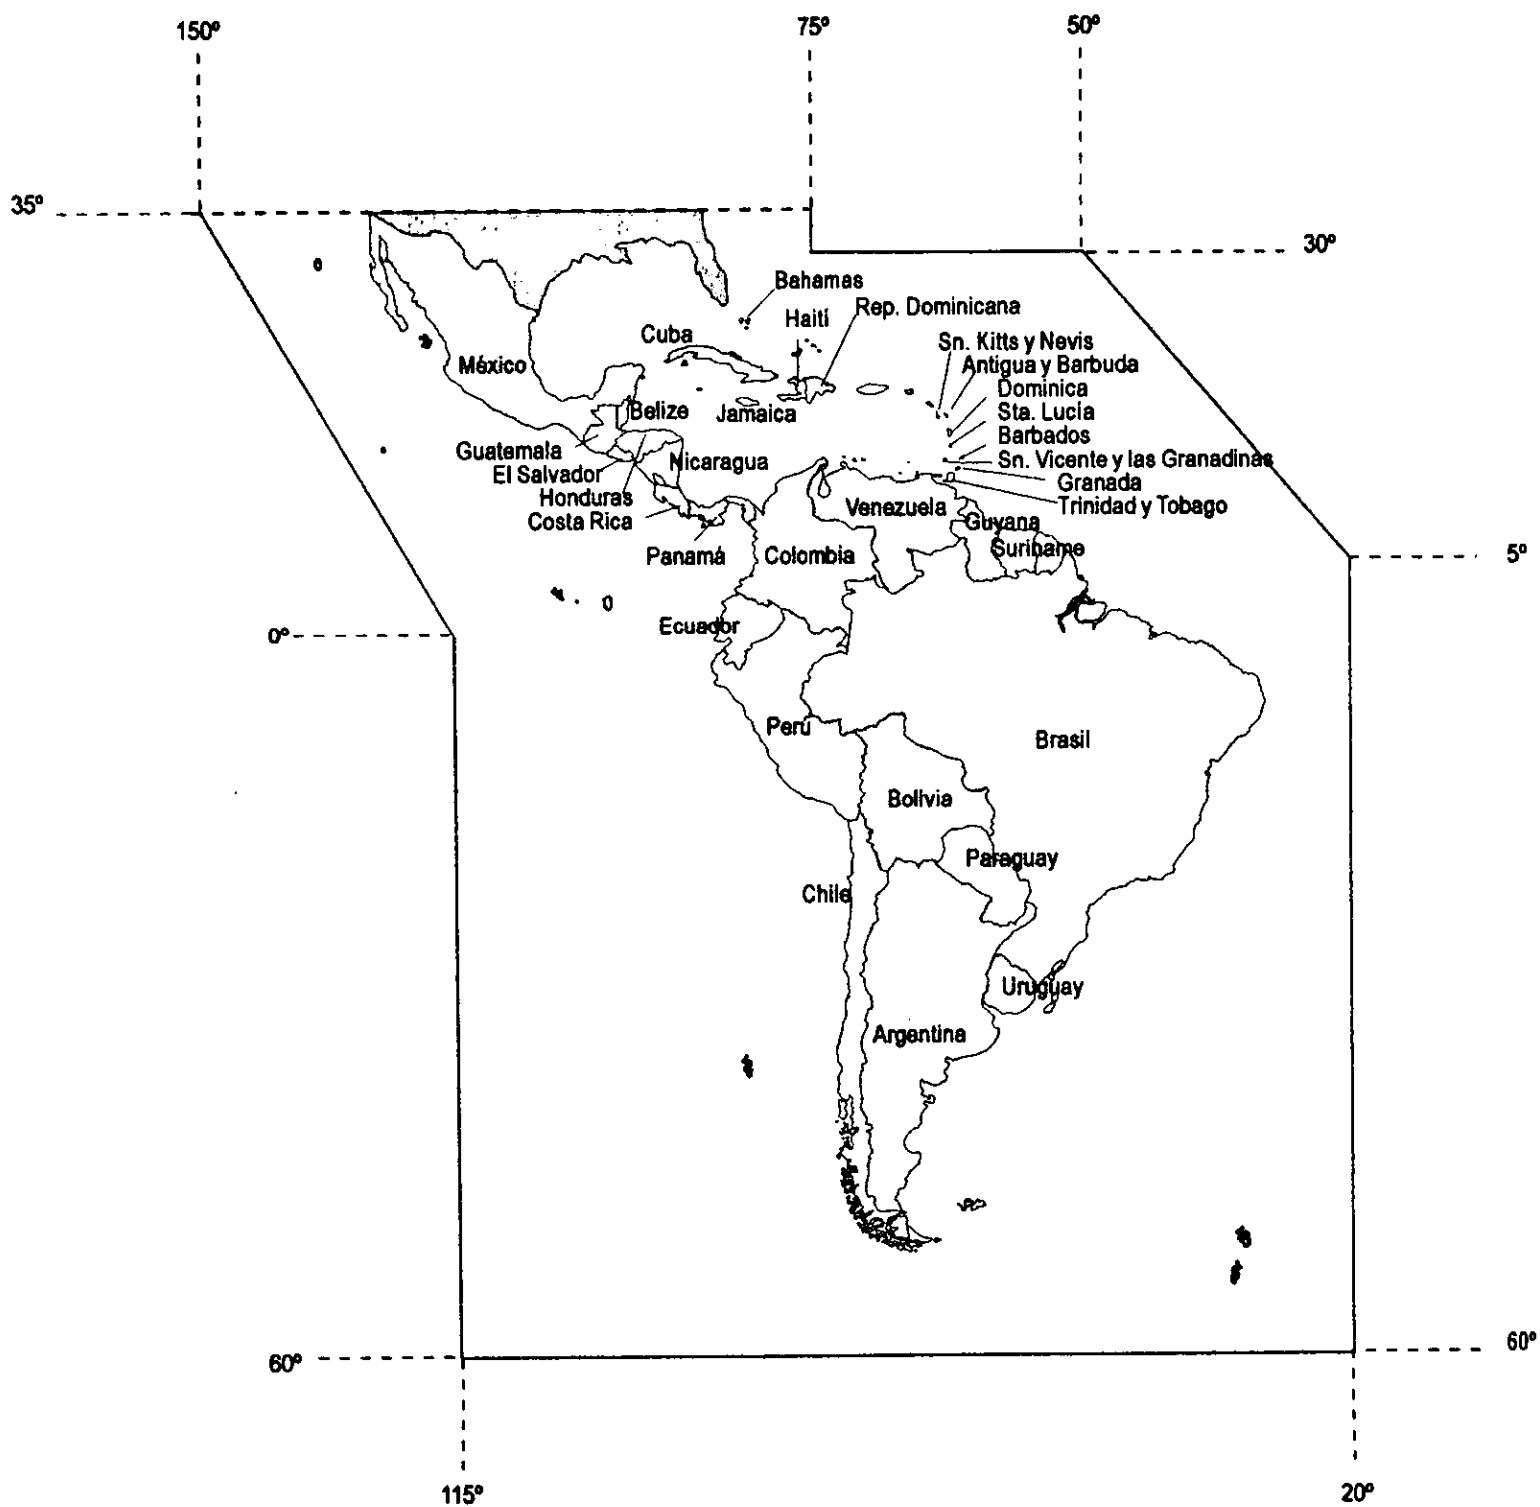 150º
75º
50º
35º
30º
Bahamas
Rep. Dominicana
Haití
Cuba
Sn. Kitts y Nevis
México
Antigua y Barbuda
Dominica
Belize
Jamaica
Sta. Lucía
Barbados
Guatemala
Nicaragua
Sn. Vicente y las Granadinas
El Salvador
Granada
Honduras
Venezuela
Trinidad y Tobago
Costa Rica
Guyana
Panamá
Colombia
Suriname
5º
Ecuador
0º
Perú
Brasil
Bolivia
Paraguay
Chile
Uruguay
Argentina
60º
60º
115º
20º